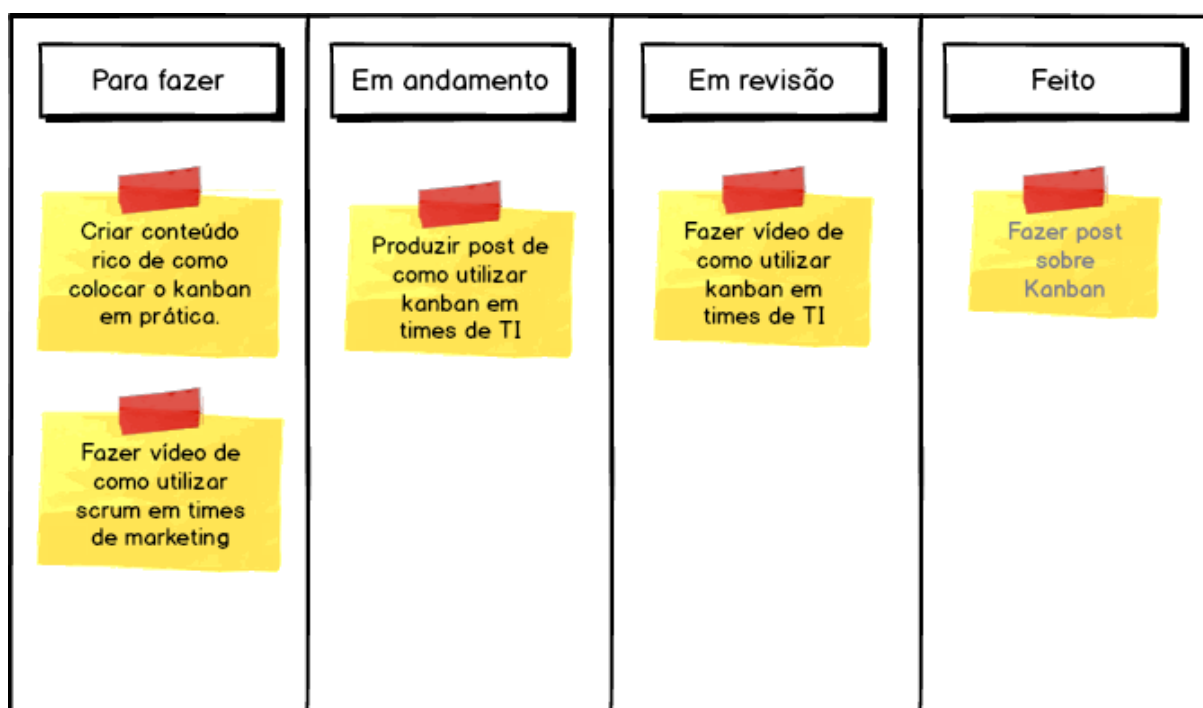 Para fazer
Em andamento
Em revisão
Feito
Criar conteúdo
rico de como
colocar o kanban
em prática.
Fazer vídeo de
como utilizar
scrum em times
de marketing
Produzir post de
como utilizar
kanban em
times de TI
Fazer vídeo de
como utilizar
kanban em
times de TI
Fazer post
sobre
Kanban